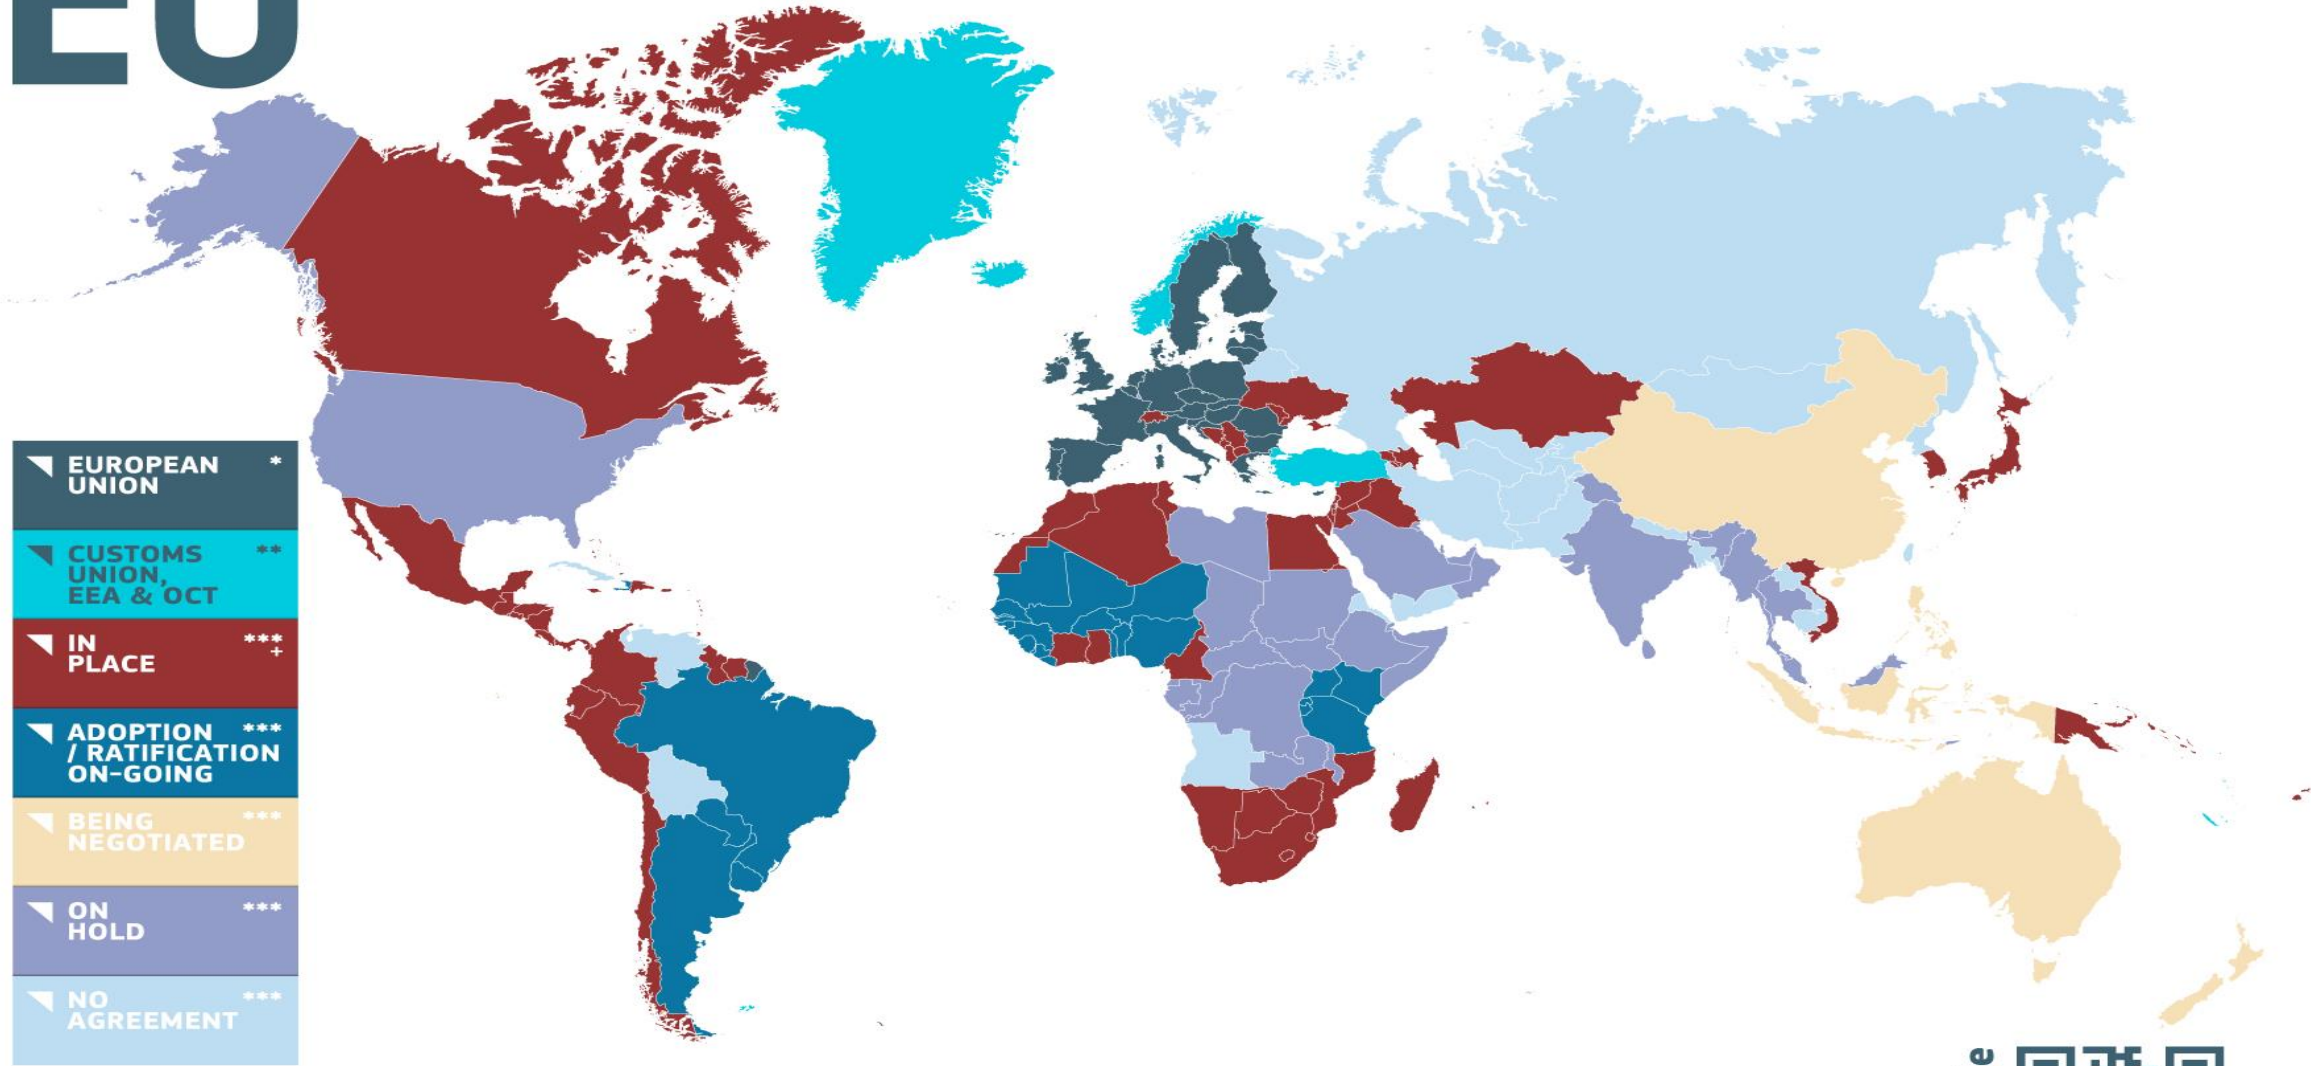 EU
EUROPEAN *
UNION
CUSTOMS **
UNION,
EEA & OCT
IN ***
PLACE +
ADOPTION ***
/ RATIFICATION
ON-GOING
BEING ***
NEGOTIATED
ON ***
HOLD
NO ***
AGREEMENT
e